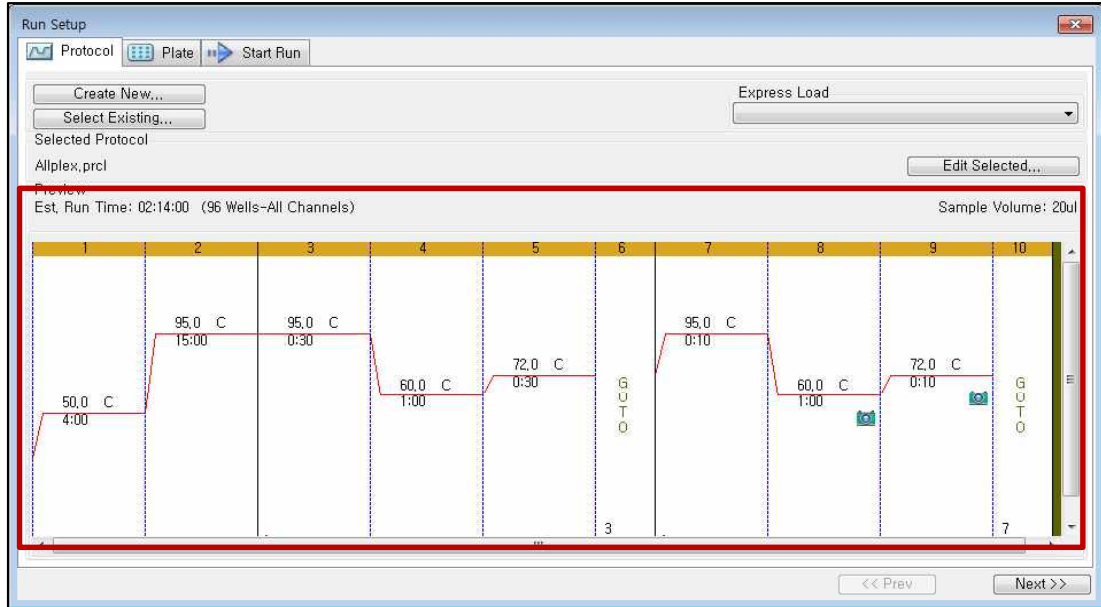 Run Setup
Protocol Plate Start Run
Create New,,,
Express Load
Select Existing,,,
Selected Protocol
Allplex,prcl
Edit Selected,,,
Preview
Est, Run Time: 02:14:00 (96 Wells-All Channels)
Sample Volume: 20ul
1 2 3 4 5 6 7 8 9 10
95,0 C 95,0 C 95,0 C
15:00 0:30 0:10
72,0 C 72,0 C
60,0 C 0:30 60,0 C 0:10
50,0 C 1:00 1:00
4:00
G G
O O
T T
O O
3 7
<< Prev Next >>